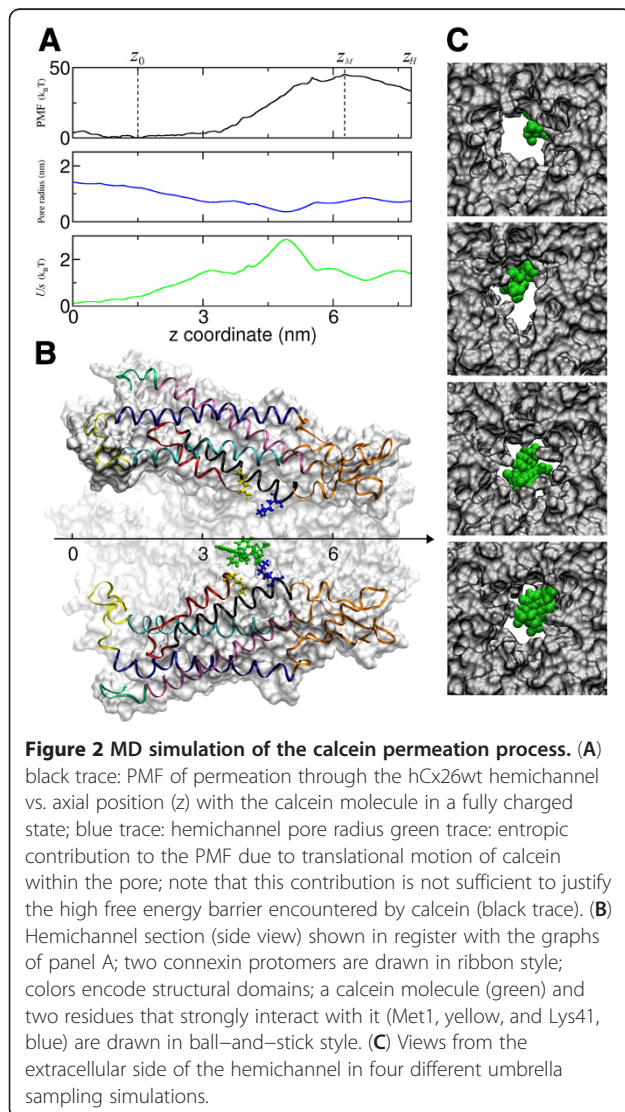 A
C
z0 zM zH
50
PMF (kBT)
0
2
Pore radius (nm)
0
2
Us (kBT)
0
0 3 6
z coordinate (nm)
B
0 3 6
Figure 2 MD simulation of the calcein permeation process. (A)
black trace: PMF of permeation through the hCx26wt hemichannel
vs. axial position (z) with the calcein molecule in a fully charged
state; blue trace: hemichannel pore radius green trace: entropic
contribution to the PMF due to translational motion of calcein
within the pore; note that this contribution is not sufficient to justify
the high free energy barrier encountered by calcein (black trace). (B)
Hemichannel section (side view) shown in register with the graphs
of panel A; two connexin protomers are drawn in ribbon style;
colors encode structural domains; a calcein molecule (green) and
two residues that strongly interact with it (Met1, yellow, and Lys41,
blue) are drawn in ball−and−stick style. (C) Views from the
extracellular side of the hemichannel in four different umbrella
sampling simulations.